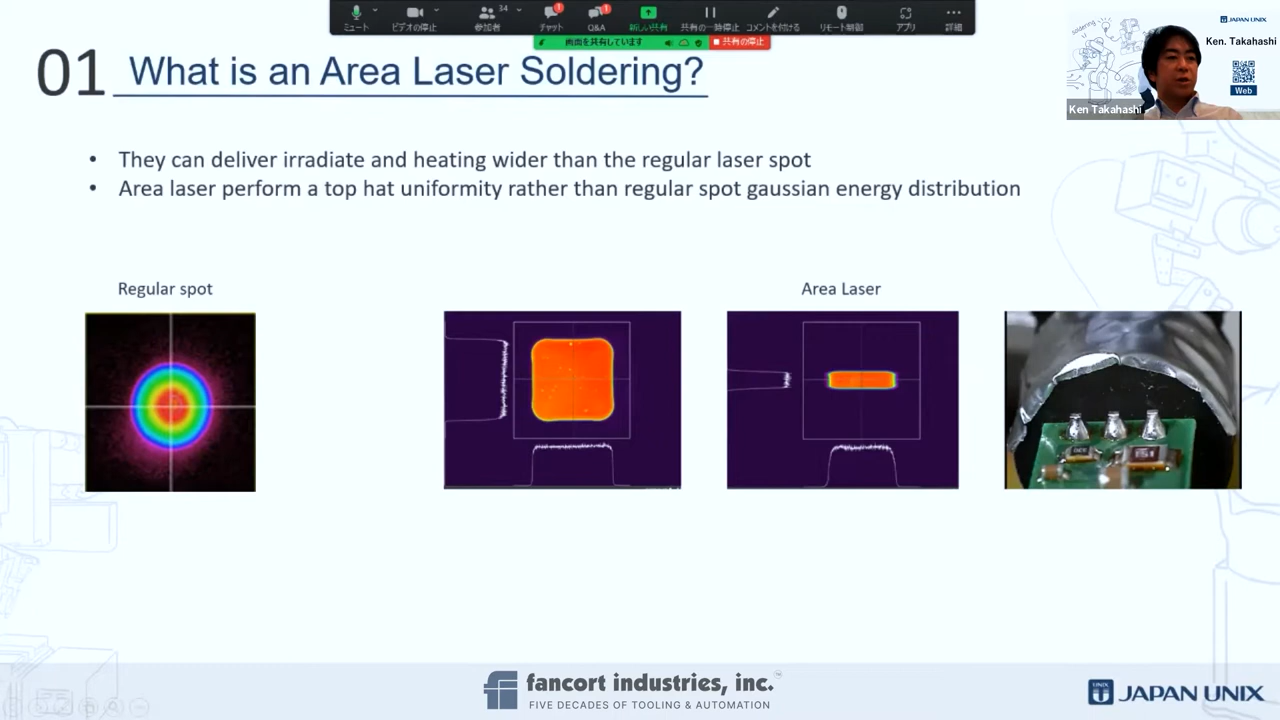 ミュート
ビデオの停止
参加者
34
チャット
1
Q&A
1
新しい共有
共有の一時停止
コメントを付ける
リモート制御
アプリ
詳細
画面を共有しています
共有の停止
JAPAN UNIX
Ken. Takahashi
Web
soldering
Ken Takahashi
01 What is an Area Laser Soldering?
• They can deliver irradiate and heating wider than the regular laser spot
• Area laser perform a top hat uniformity rather than regular spot gaussian energy distribution
Regular spot
Area Laser
fancort industries, inc.
FIVE DECADES OF TOOLING & AUTOMATION
UNIX JAPAN UNIX